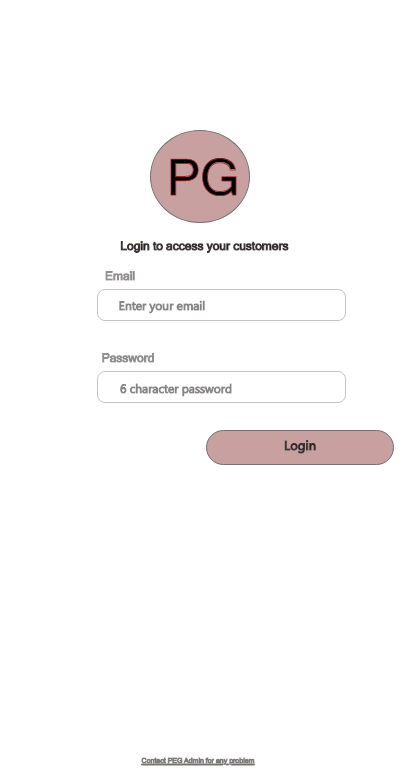 PG
Login to access your customers
Email
Enter your email
Password
6 character password
Login
Contact PEG Admin for any problem